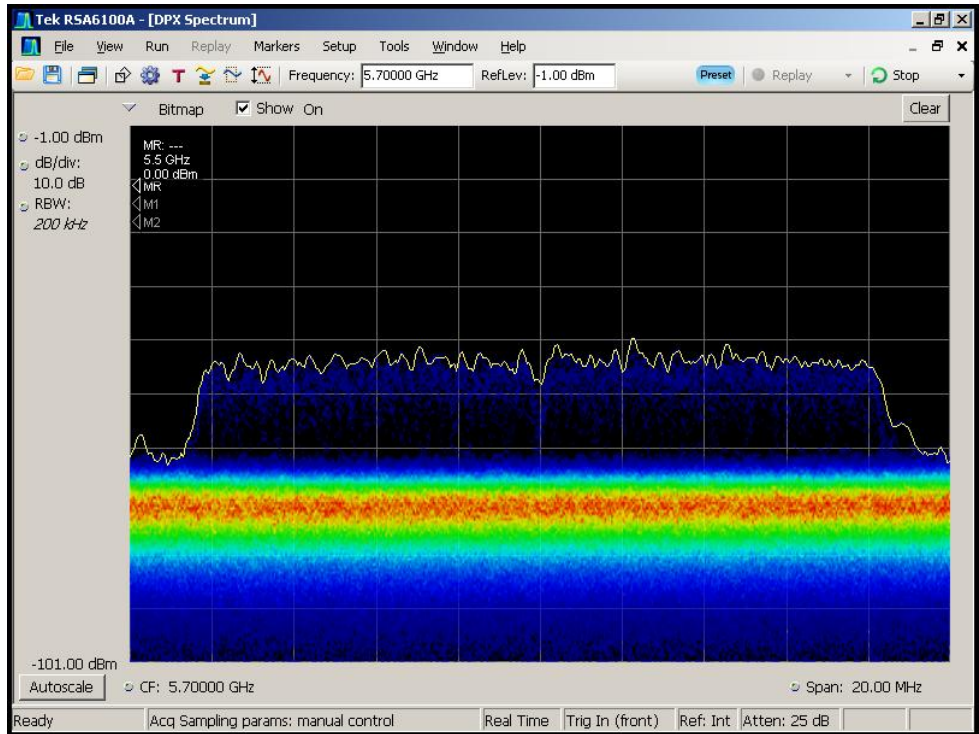 Tek RSA6100A - [DPX Spectrum]
File View Run Replay Markers Setup Tools Window Help
T Frequency: 5.70000 GHz RefLev: -1.00 dBm Preset Replay Stop
Bitmap Show On Clear
-1.00 dBm
dB/div:
10.0 dB
RBW:
200 kHz
MR: ---
5.5 GHz
0.00 dBm
MR
M1
M2
-101.00 dBm
Autoscale CF: 5.70000 GHz Span: 20.00 MHz
Ready Acq Sampling params: manual control Real Time Trig In (front) Ref: Int Atten: 25 dB